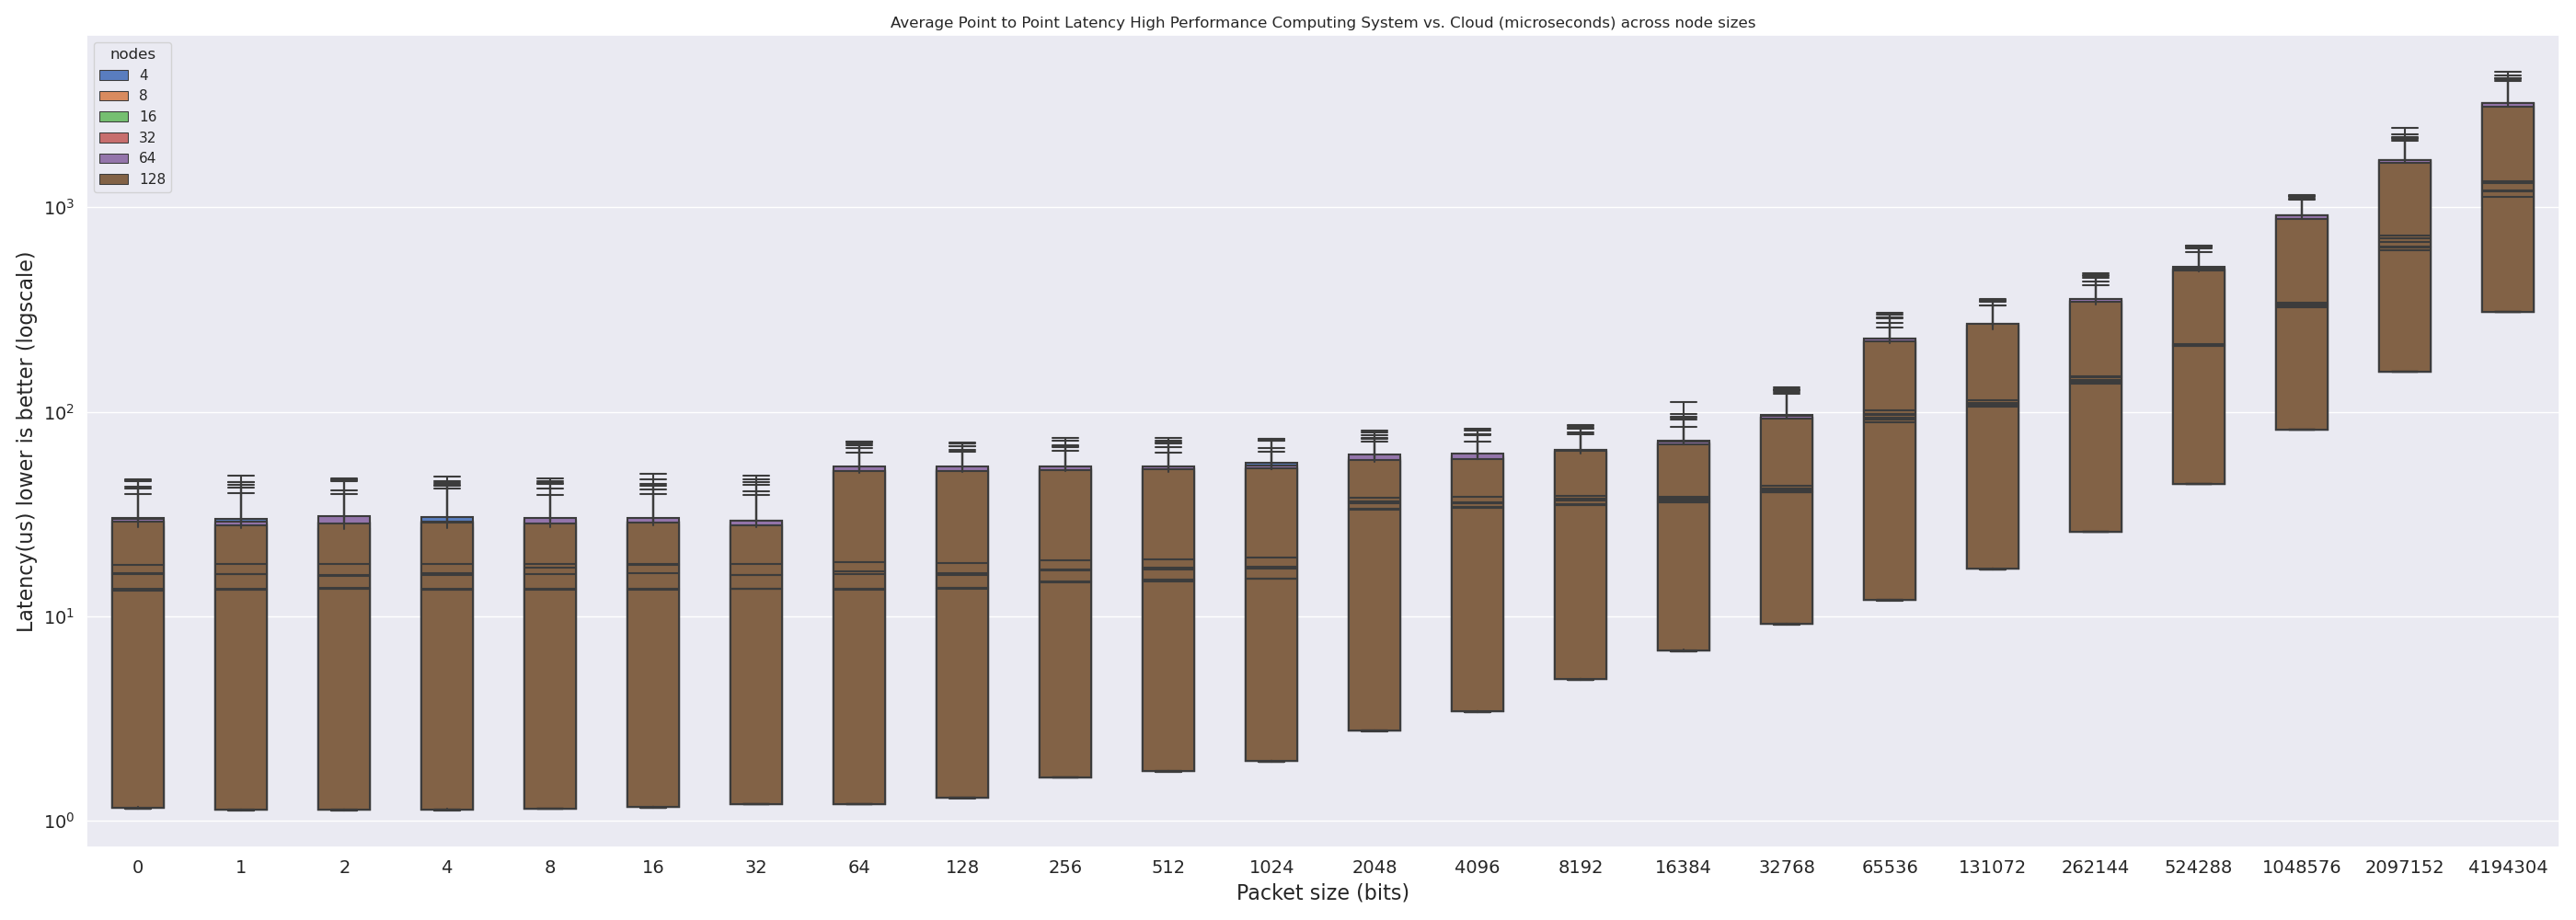 Average Point to Point Latency High Performance Computing System vs. Cloud (microseconds) across node sizes
nodes
4
8
16
32
64
128
Latency(us) lower is better (logscale)
10³
10²
10¹
10⁰
0 1 2 4 8 16 32 64 128 256 512 1024 2048 4096 8192 16384 32768 65536 131072 262144 524288 1048576 2097152 4194304
Packet size (bits)